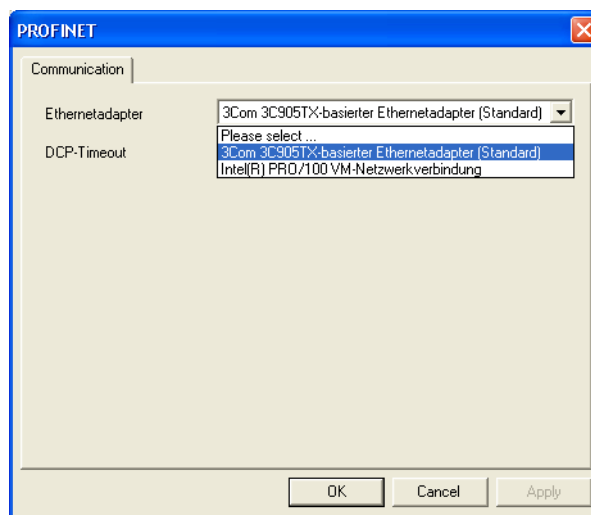 PROFINET
Communication
Ethernetadapter
3Com 3C905TX-basierter Ethernetadapter (Standard)
Please select ...
DCP-Timeout
3Com 3C905TX-basierter Ethernetadapter (Standard)
Intel(R) PRO/100 VM-Netzwerkverbindung
OK
Cancel
Apply